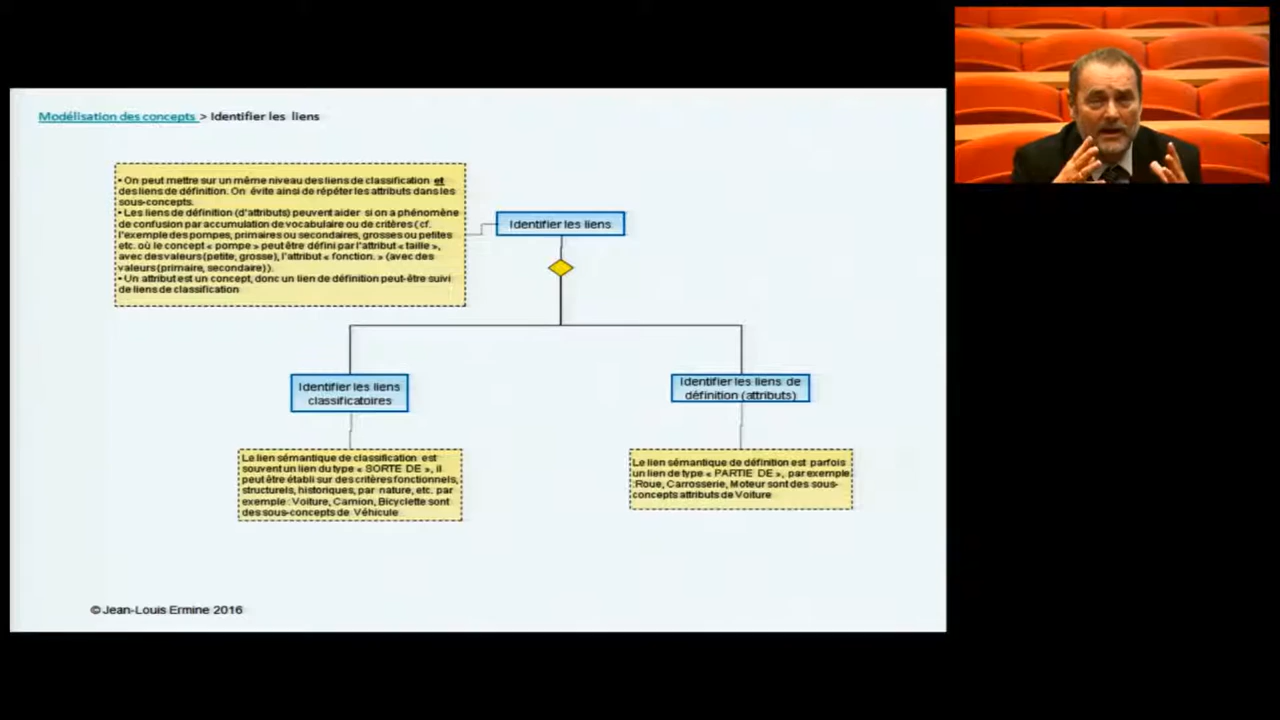 Modélisation des concepts > Identifier les liens
• On peut mettre sur un même niveau des liens de classification et
des liens de définition. On évite ainsi de répéter les attributs dans les
sous-concepts.
• Les liens de définition (d'attributs) peuvent aider si on a phénomène
de confusion par accumulation de vocabulaire ou de critères (cf.
l'exemple des pompes, primaires ou secondaires, grosses ou petites
etc. où le concept « pompe » peut être défini par l'attribut « taille »,
avec des valeurs (petite, grosse), l'attribut « fonction. » (avec des
valeurs (primaire, secondaire)).
• Un attribut est un concept, donc un lien de définition peut-être suivi
de liens de classification
Identifier les liens
Identifier les liens
classificatoires
Identifier les liens de
définition (attributs)
Le lien sémantique de classification est
souvent un lien du type « SORTE DE », il
peut être établi sur des critères fonctionnels,
structurels, historiques, par nature, etc. par
exemple : Voiture, Camion, Bicyclette sont
des sous-concepts de Véhicule
Le lien sémantique de définition est parfois
un lien de type « PARTIE DE », par exemple
: Roue, Carrosserie, Moteur sont des sous-
concepts attributs de Voiture
© Jean-Louis Ermine 2016